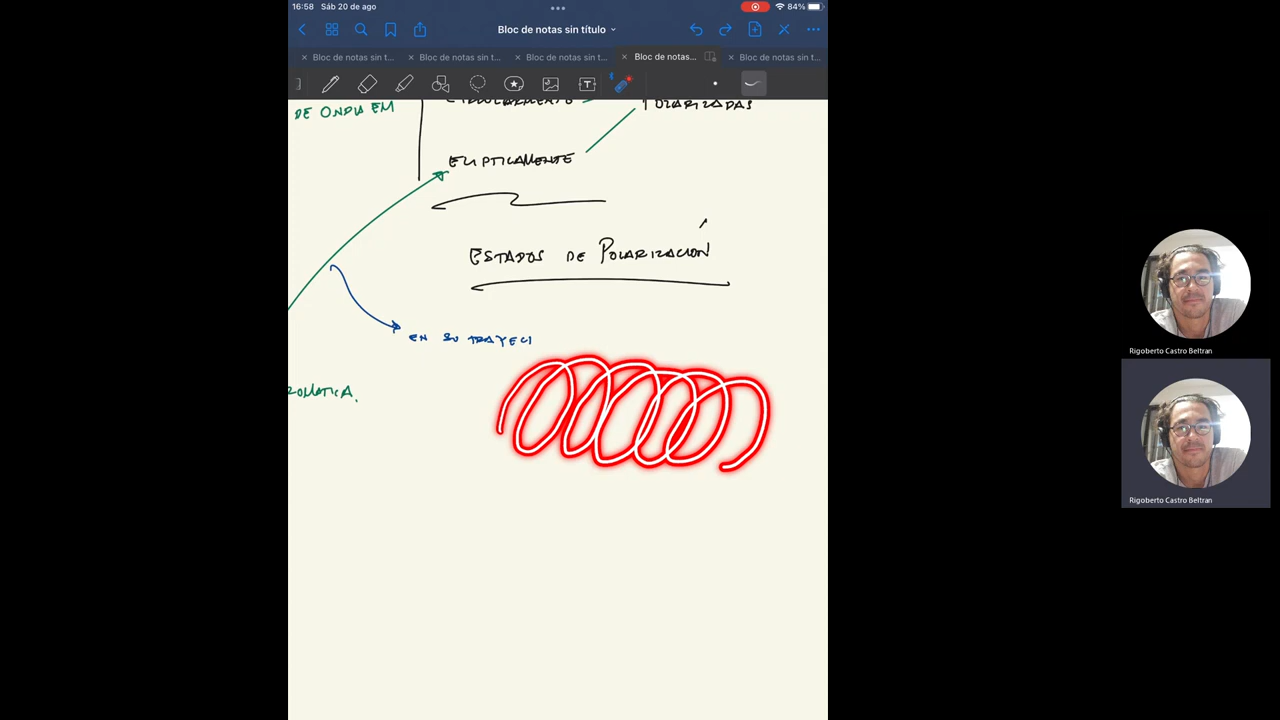 16:58 Sáb 20 de ago 84%
Bloc de notas sin título
Bloc de notas sin t... Bloc de notas sin t... Bloc de notas sin t... Bloc de notas... Bloc de notas sin t...
DE ONDA EM
POLARIZADAS
ELIPTICAMENTE
ESTADOS DE POLARIZACIÓN
EN SU TRAYECT
Rigoberto Castro Beltran
Rigoberto Castro Beltran